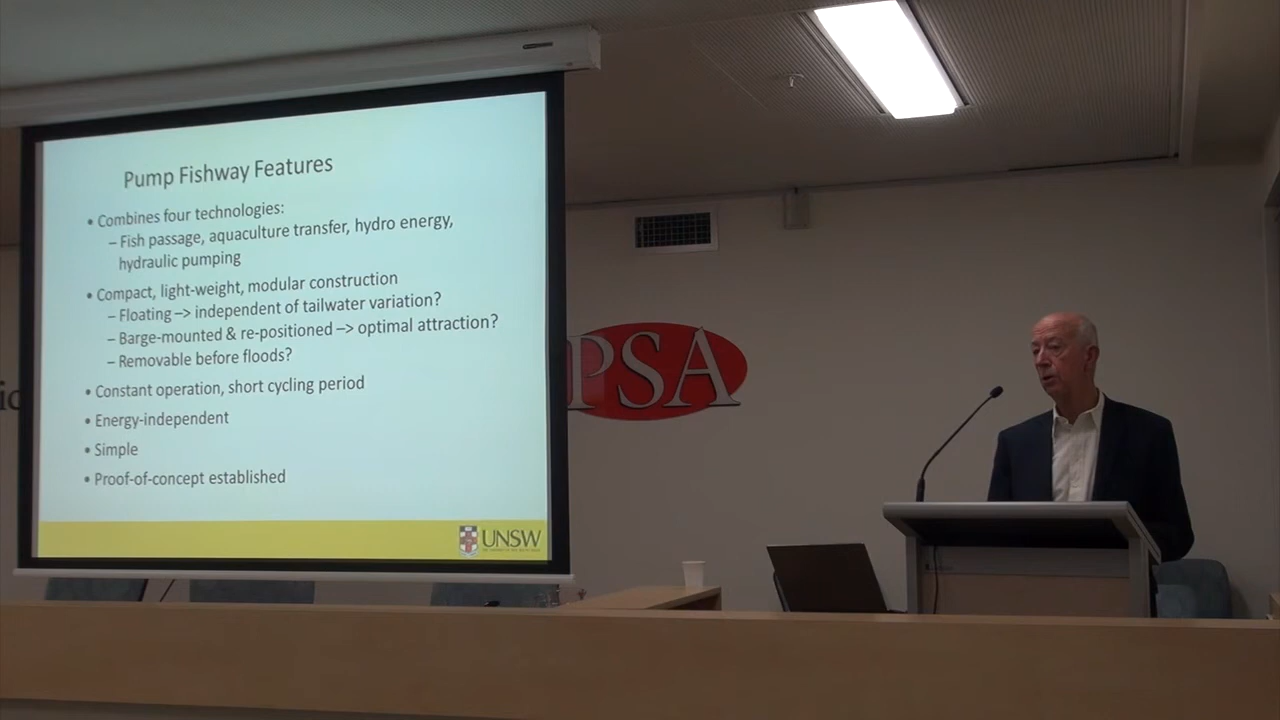 Pump Fishway Features
• Combines four technologies:
– Fish passage, aquaculture transfer, hydro energy,
hydraulic pumping
• Compact, light-weight, modular construction
– Floating –> independent of tailwater variation?
– Barge-mounted & re-positioned –> optimal attraction?
– Removable before floods?
• Constant operation, short cycling period
• Energy-independent
• Simple
• Proof-of-concept established
UNSW
PSA